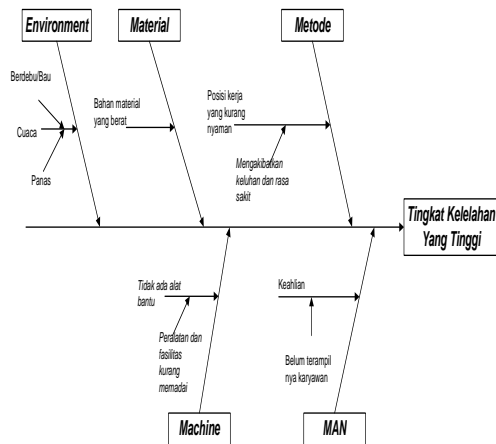 Environment
Material
Metode
Berdebu/Bau
Cuaca
Panas
Bahan material
yang berat
Posisi kerja
yang kurang
nyaman
Mengakibatkan
keluhan dan rasa
sakit
Tingkat Kelelahan
Yang Tinggi
Tidak ada alat
bantu
Peralatan dan
fasilitas
kurang
memadai
Keahlian
Belum terampil
nya karyawan
Machine
MAN